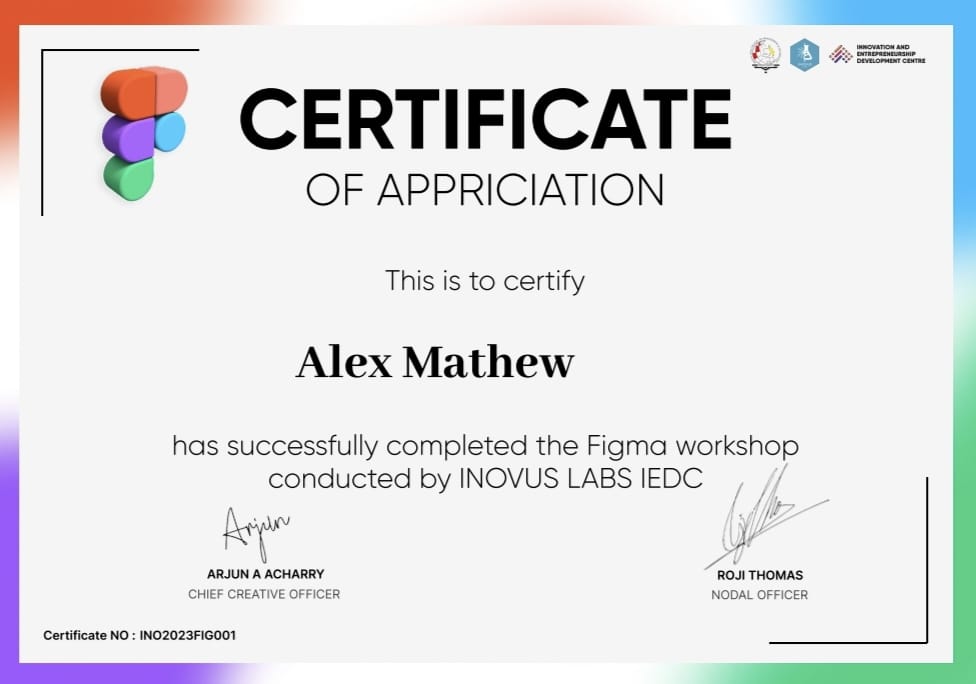 INNOVATION AND
ENTREPRENEURSHIP
DEVELOPMENT CENTRE
CERTIFICATE
OF APPRICIATION
This is to certify
Alex Mathew
has successfully completed the Figma workshop
conducted by INOVUS LABS IEDC
Arjun
ARJUN A ACHARRY
CHIEF CREATIVE OFFICER
ROJI THOMAS
NODAL OFFICER
Certificate NO : INO2023FIG001